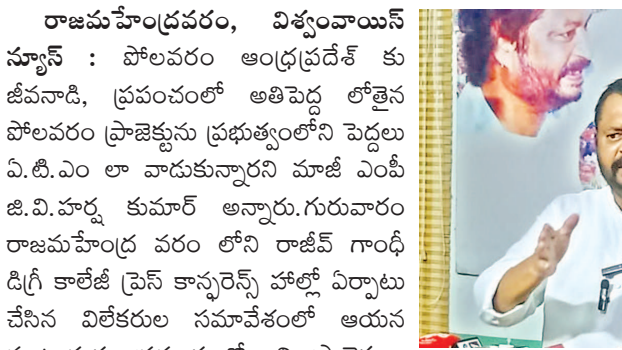 రాజమహేంద్రవరం, విశ్వంవాయిస్
న్యూస్ : పోలవరం ఆంధ్రప్రదేశ్ కు
జీవనాడి, ప్రపంచంలో అతిపెద్ద లోతైన
పోలవరం ప్రాజెక్టును ప్రభుత్వంలోని పెద్దలు
ఏ.టి.ఎం లా వాడుకున్నారని మాజీ ఎంపీ
జి.వి.హర్ష కుమార్ అన్నారు.గురువారం
రాజమహేంద్ర వరం లోని రాజీవ్ గాంధీ
డిగ్రీ కాలేజీ ప్రెస్ కాన్ఫరెన్స్ హాల్లో ఏర్పాటు
చేసిన విలేకరుల సమావేశంలో ఆయన